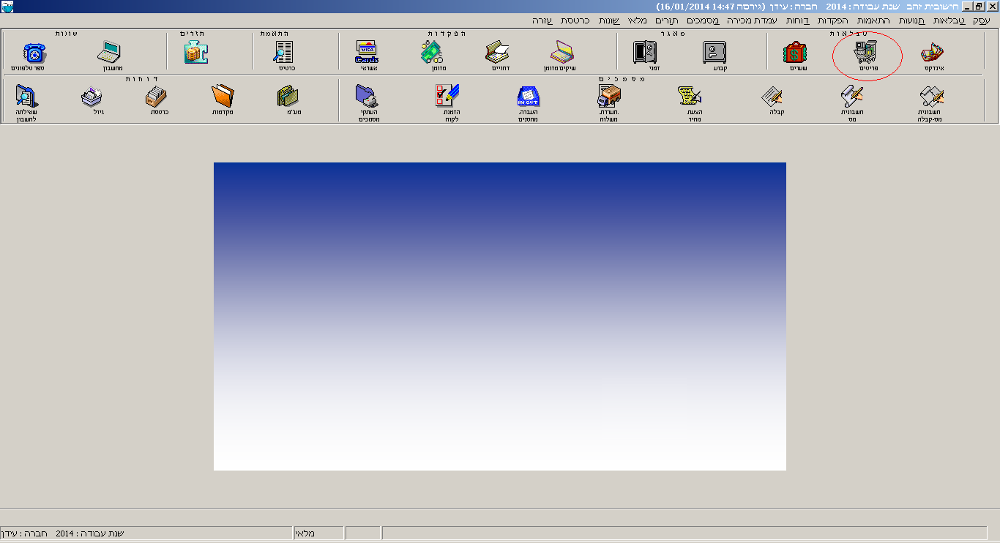 חישובית זהב שנת עבודה : 2014 חברה : עידן (גירסה 14:47 16/01/2014)
עסק טבלאות תנועות התאמות הפקדות דוחות עמדת מכירה מסמכים תזרים מלאי שונות כרטסת עזרה
טבלאות מאגר הפקדות התאמת תזרים שונות
אינדקס פריטים שערים קבוע זמני שיקים מזומן דחויים מזומן אשראי כרטיס מחשבון ספר טלפונים
VISA
Cards
מסמכים דוחות
IN OUT
חשבונית מס-קבלה
חשבונית מס
קבלה
הצעת מחיר
תעודת. משלוח
העברה. מחסנים
הזמנת לקוח
העתקי מסמכים
מע"מ
מקדמות
כרטסת
גיול
שאילתה לחשבון
שנת עבודה : 2014 חברה : עידן
מלאי